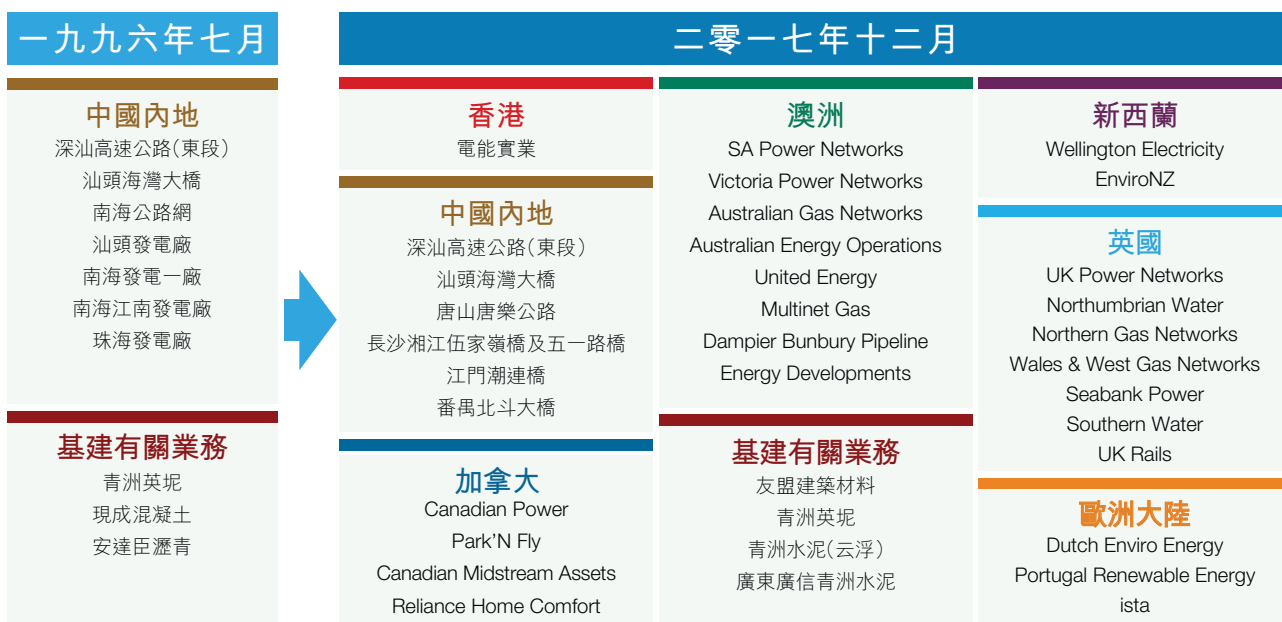 一九九六年七月
中國內地
深汕高速公路(東段)
汕頭海灣大橋
南海公路網
汕頭發電廠
南海發電一廠
南海江南發電廠
珠海發電廠
基建有關業務
青洲英坭
現成混凝土
安達臣瀝青
二零一七年十二月
香港
電能實業
中國內地
深汕高速公路(東段)
汕頭海灣大橋
唐山唐樂公路
長沙湘江伍家嶺橋及五一路橋
江門潮連橋
番禺北斗大橋
加拿大
Canadian Power
Park’N Fly
Canadian Midstream Assets
Reliance Home Comfort
澳洲
SA Power Networks
Victoria Power Networks
Australian Gas Networks
Australian Energy Operations
United Energy
Multinet Gas
Dampier Bunbury Pipeline
Energy Developments
基建有關業務
友盟建築材料
青洲英坭
青洲水泥(云浮)
廣東廣信青洲水泥
新西蘭
Wellington Electricity
EnviroNZ
英國
UK Power Networks
Northumbrian Water
Northern Gas Networks
Wales & West Gas Networks
Seabank Power
Southern Water
UK Rails
歐洲大陸
Dutch Enviro Energy
Portugal Renewable Energy
ista